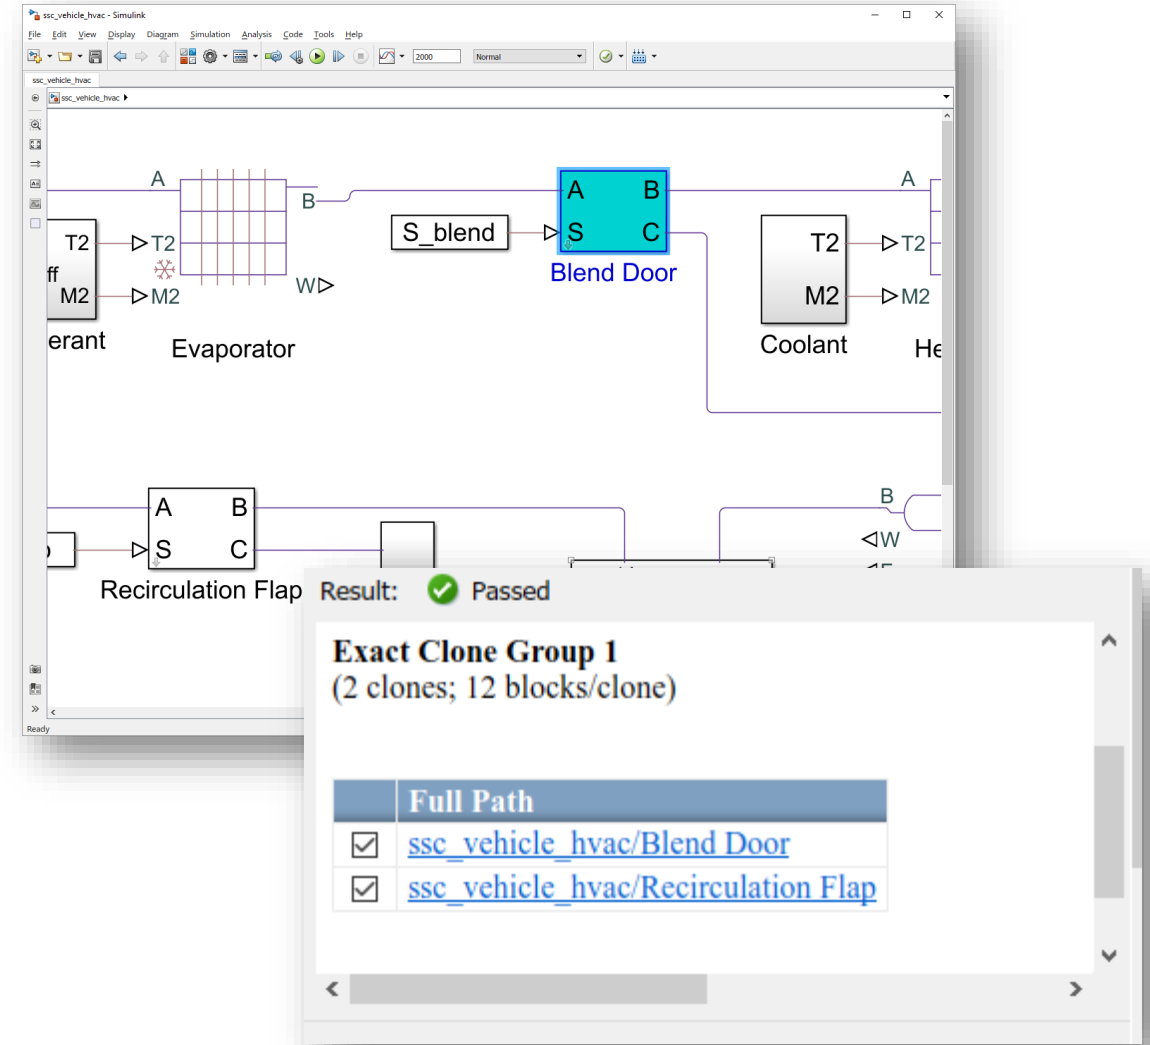 ssc_vehicle_hvac - Simulink
File Edit View Display Diagram Simulation Analysis Code Tools Help
2000 Normal
ssc_vehicle_hvac
ssc_vehicle_hvac
A B A B A
S_blend S C
T2 T2 T2 T2
ff W
M2 M2 Blend Door M2 M2
erant Evaporator Coolant He
A B B
S C W
Recirculation Flap
Ready
Result: Passed
Exact Clone Group 1
(2 clones; 12 blocks/clone)
Full Path
ssc_vehicle_hvac/Blend Door
ssc_vehicle_hvac/Recirculation Flap